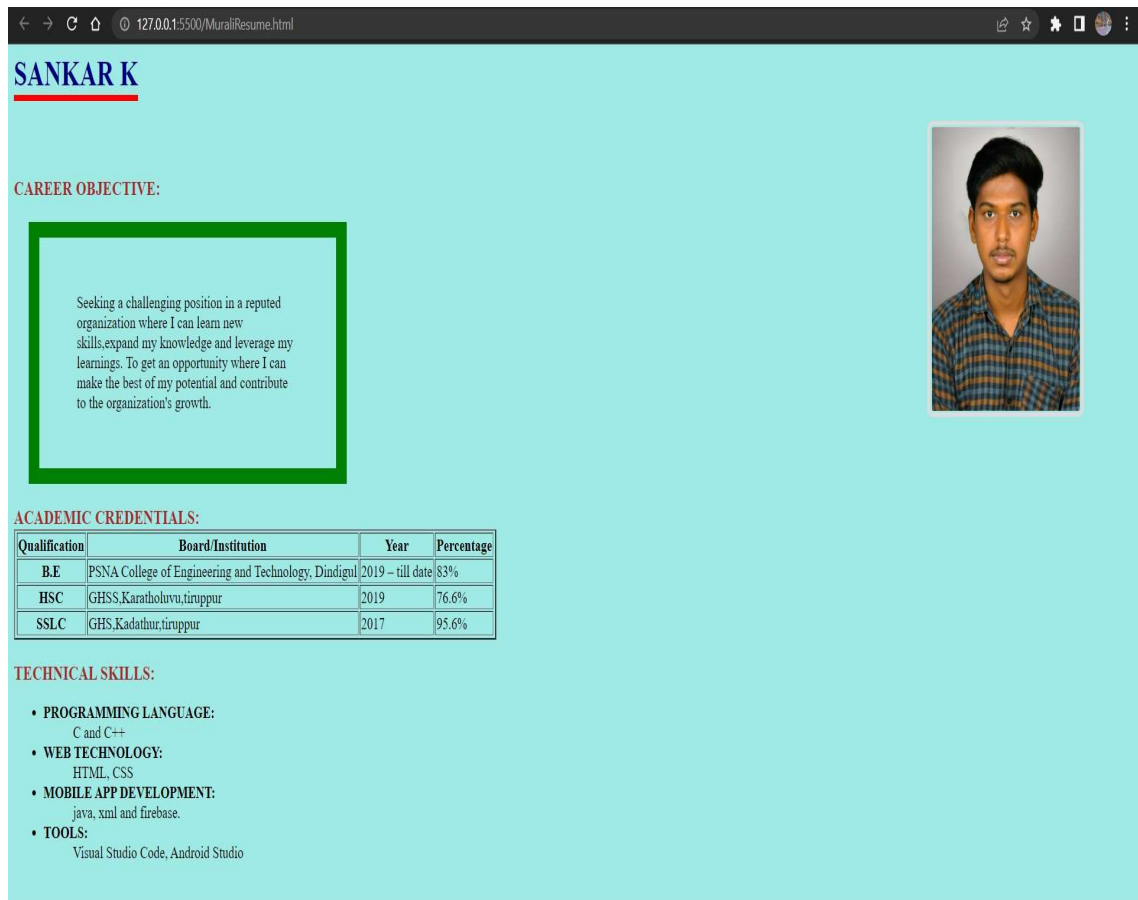 127.0.0.1:5500/MuraliResume.html
SANKAR K
CAREER OBJECTIVE:
Seeking a challenging position in a reputed
organization where I can learn new
skills,expand my knowledge and leverage my
learnings. To get an opportunity where I can
make the best of my potential and contribute
to the organization's growth.
ACADEMIC CREDENTIALS:
Qualification Board/Institution Year Percentage
B.E PSNA College of Engineering and Technology, Dindigul 2019 – till date 83%
HSC GHSS,Karatholuvu,tiruppur 2019 76.6%
SSLC GHS,Kadathur,tiruppur 2017 95.6%
TECHNICAL SKILLS:
• PROGRAMMING LANGUAGE:
C and C++
• WEB TECHNOLOGY:
HTML, CSS
• MOBILE APP DEVELOPMENT:
java, xml and firebase.
• TOOLS:
Visual Studio Code, Android Studio